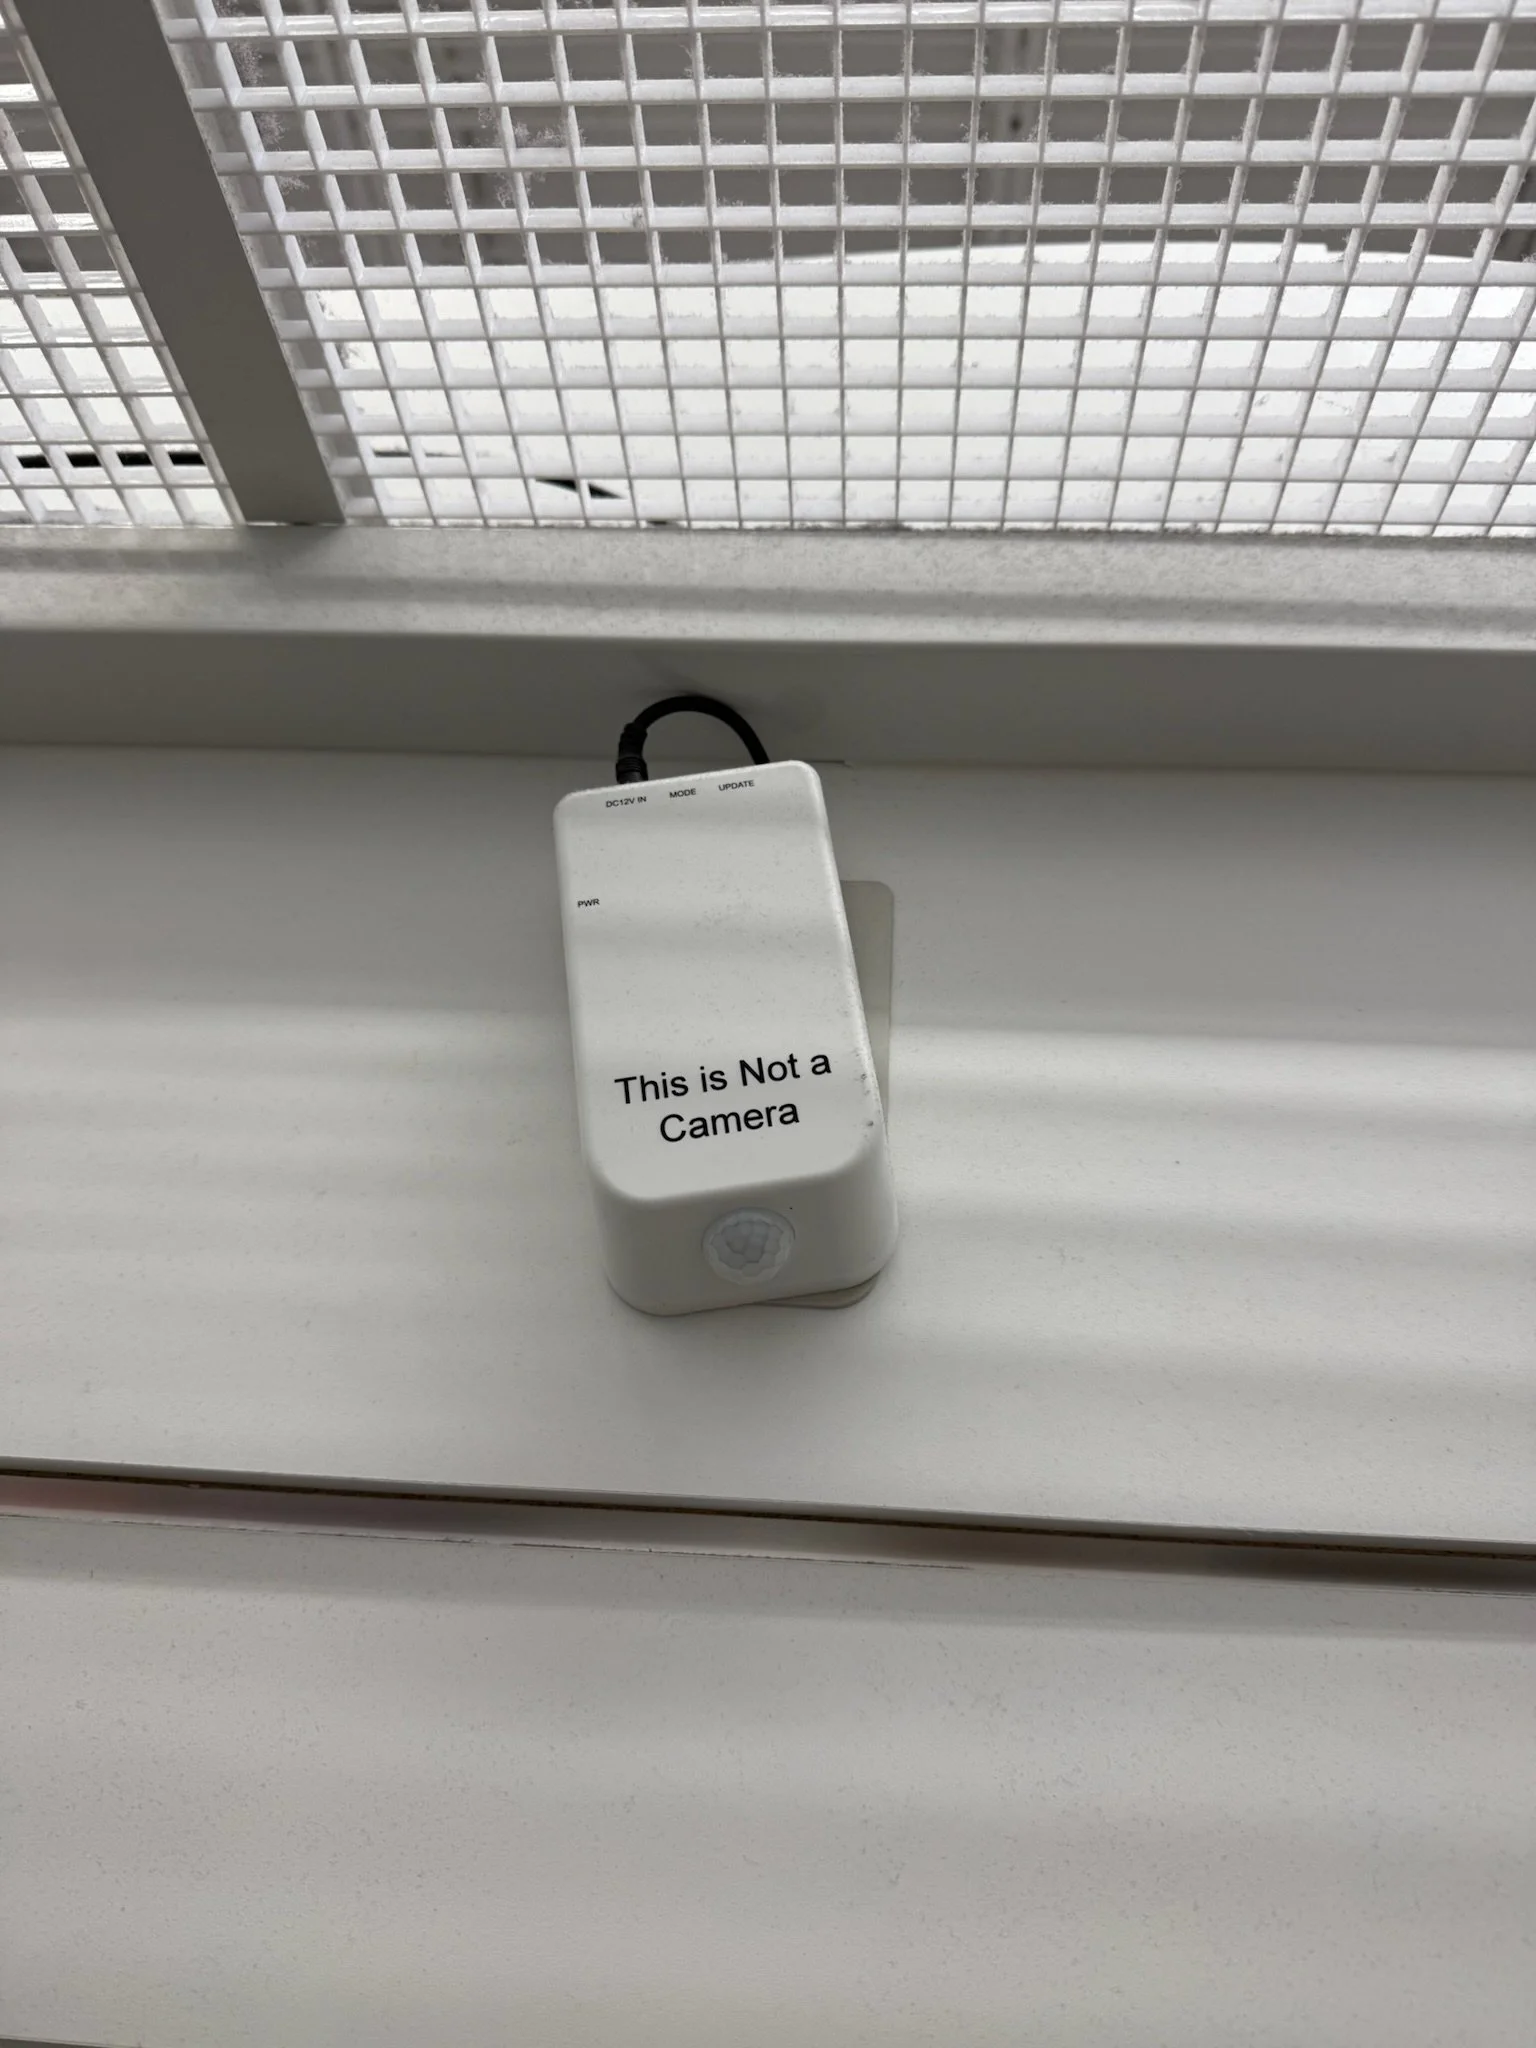 DC12V IN MODE UPDATE
PWR
This is Not a
Camera